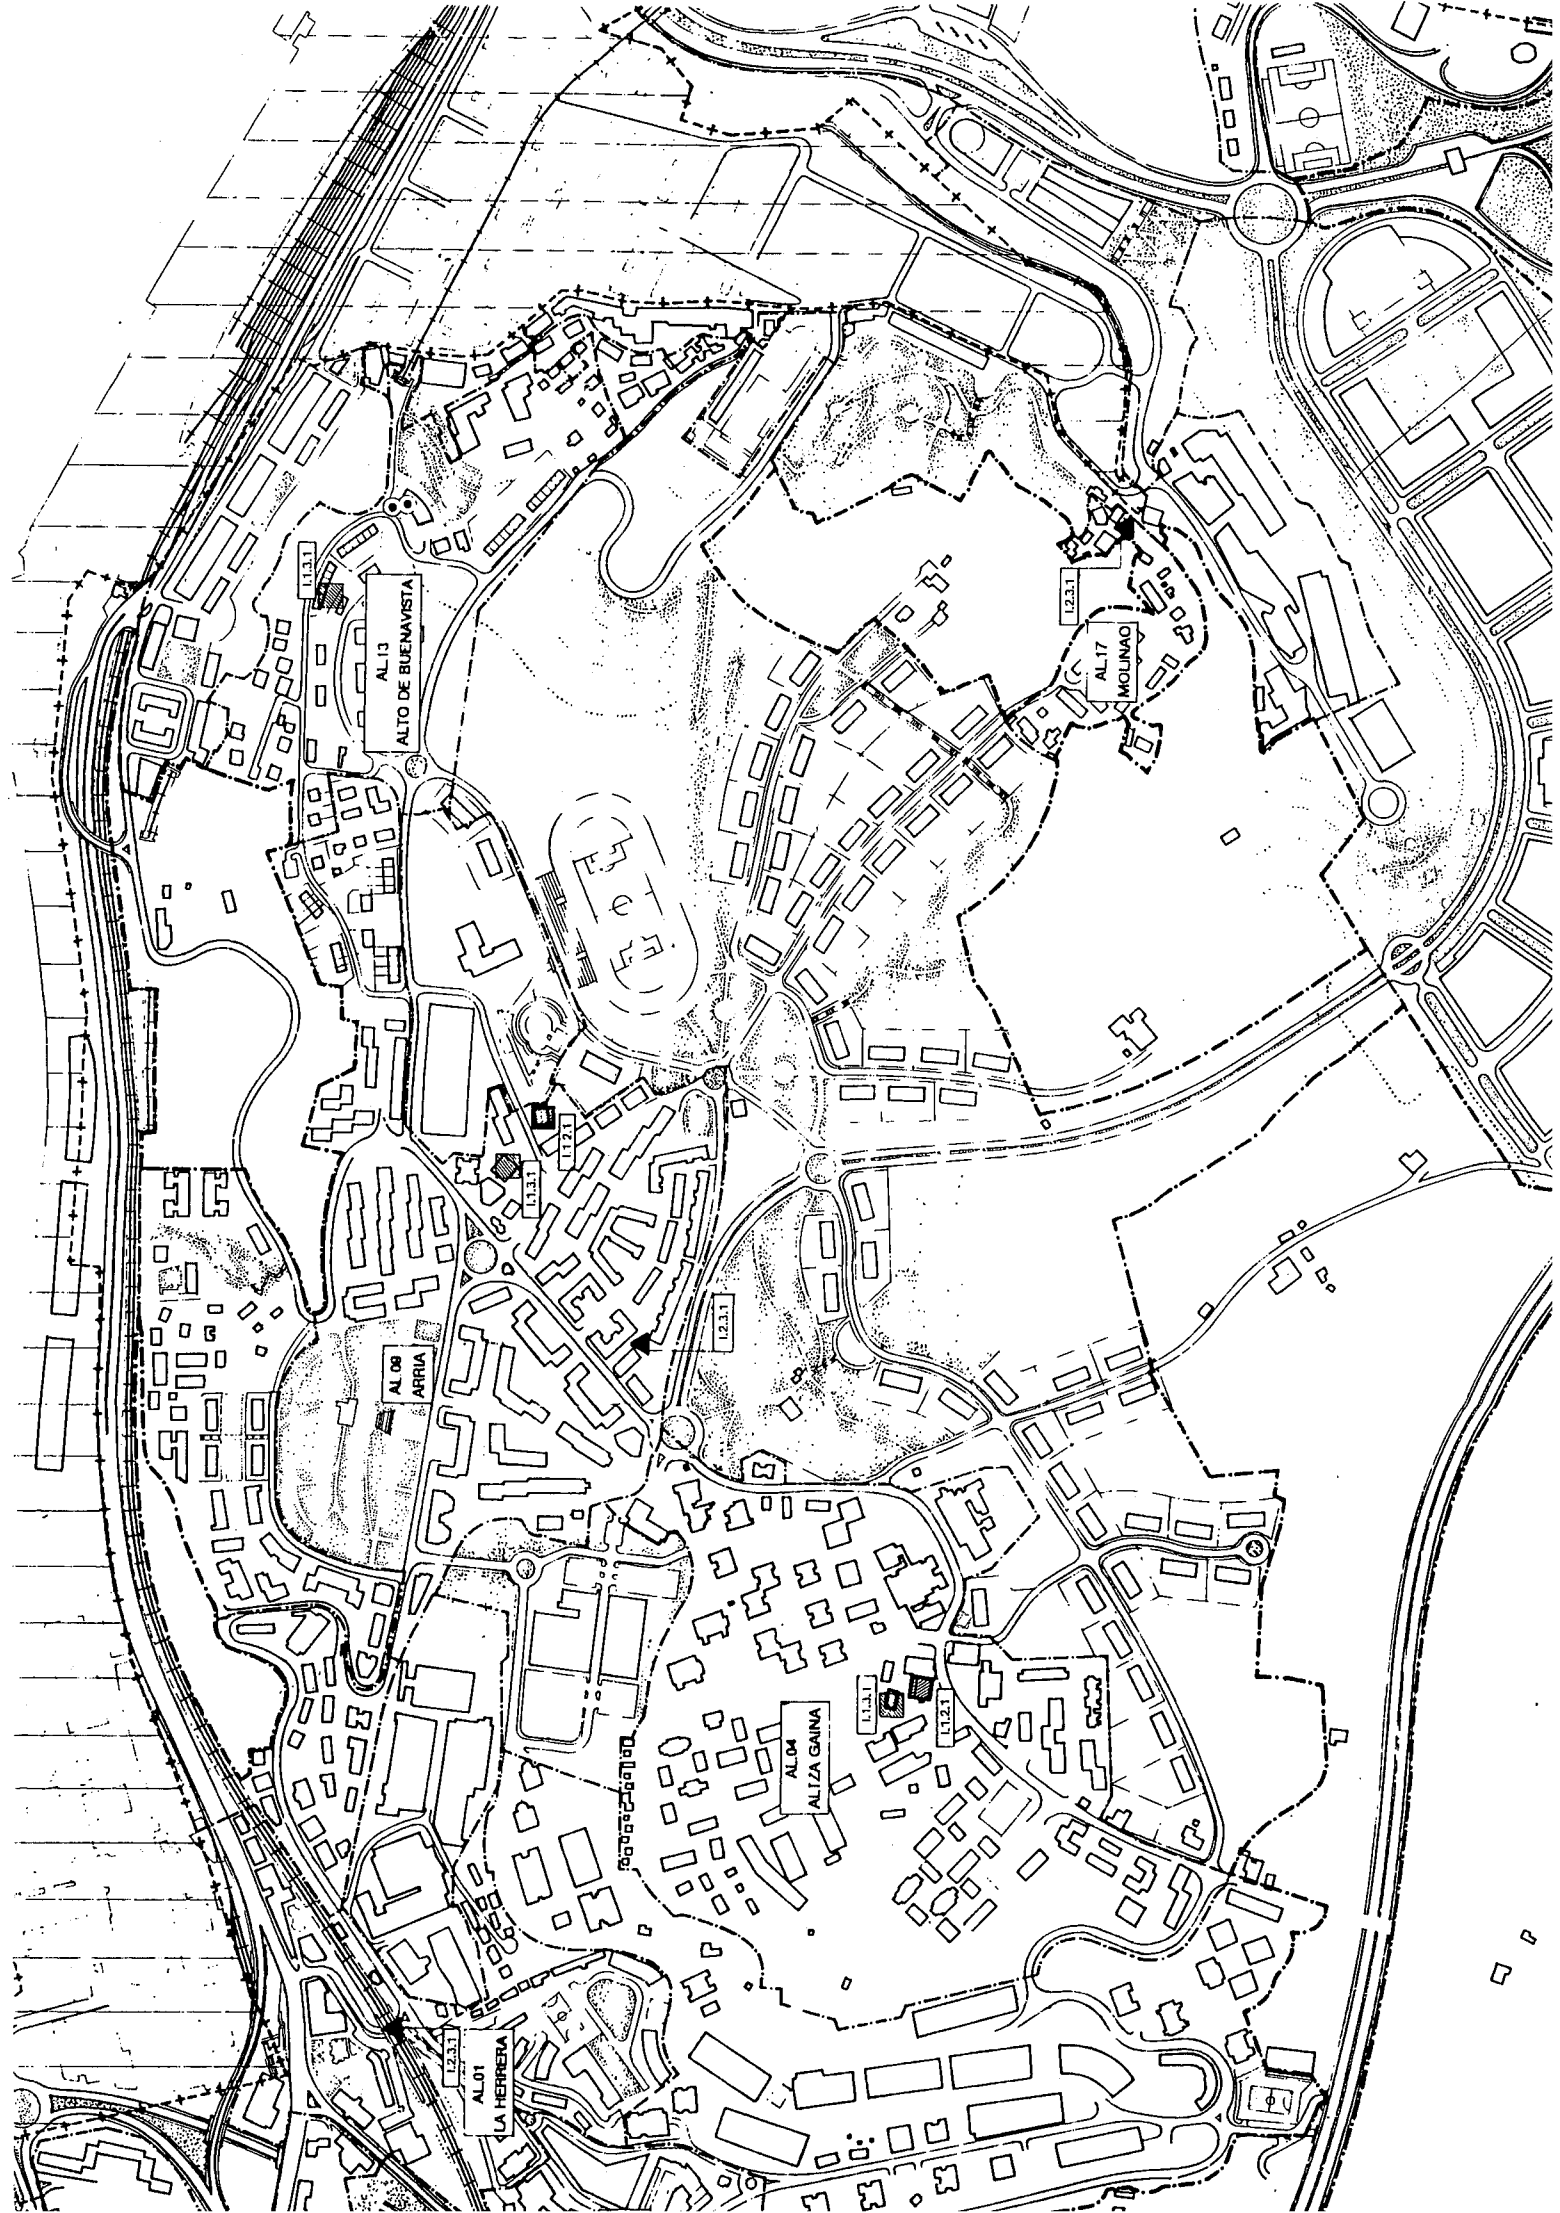 I.1.3.1
AL.13
ALTO DE BUENAVISTA
I.2.3.1
AL.17
MOLINAO
I.1.2.1
I.1.3.1
I.2.3.1
AL.09
ARRIA
I.1.3.1
I.1.2.1
AL.04
ALTZA GAINA
I.2.3.1
AL.01
LA HERRERA